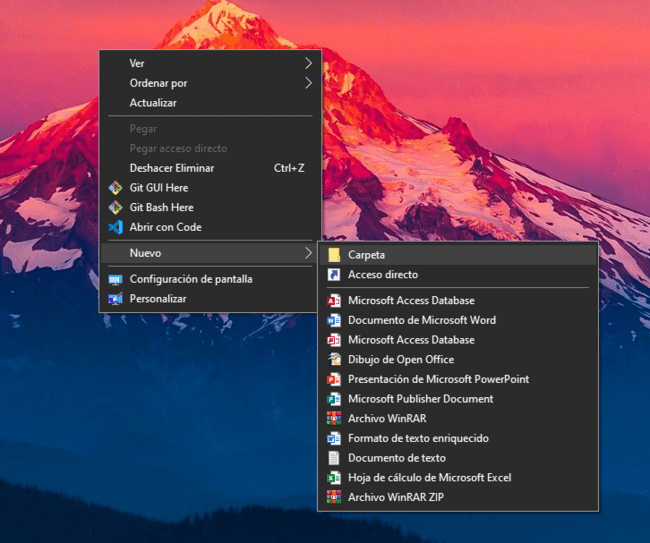 Ver
Ordenar por
Actualizar
Pegar
Pegar acceso directo
Deshacer Eliminar Ctrl+Z
Git GUI Here
Git Bash Here
Abrir con Code
Nuevo
Configuración de pantalla
Personalizar
Carpeta
Acceso directo
Microsoft Access Database
Documento de Microsoft Word
Microsoft Access Database
Dibujo de Open Office
Presentación de Microsoft PowerPoint
Microsoft Publisher Document
Archivo WinRAR
Formato de texto enriquecido
Documento de texto
Hoja de cálculo de Microsoft Excel
Archivo WinRAR ZIP